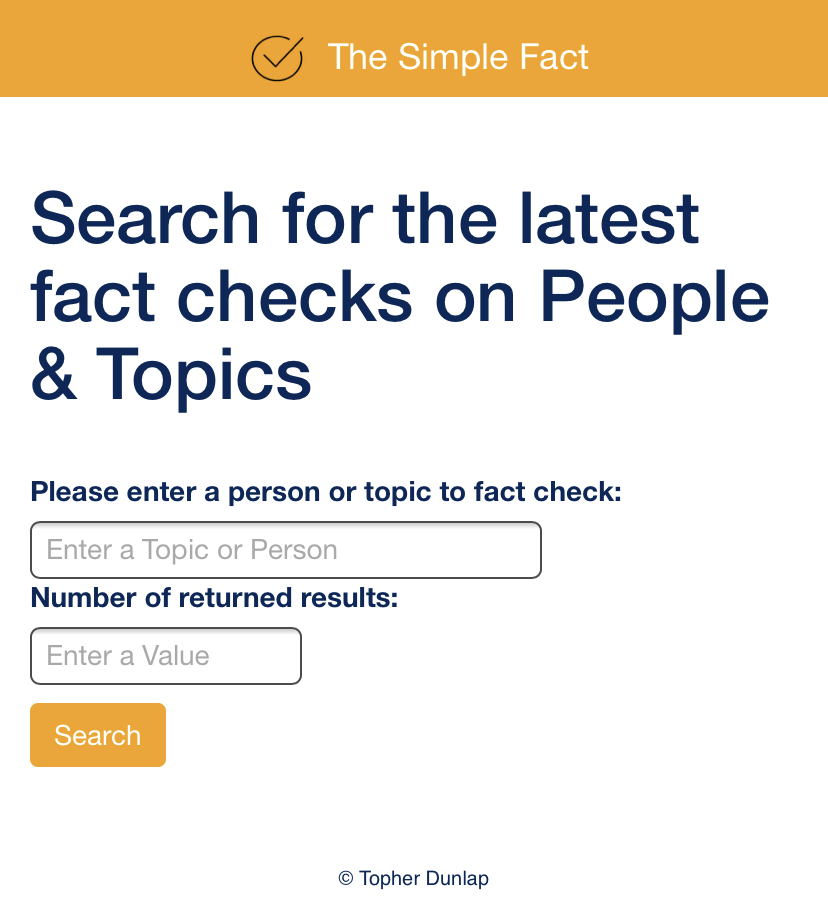 The Simple Fact
Search for the latest
fact checks on People
& Topics
Please enter a person or topic to fact check:
Enter a Topic or Person
Number of returned results:
Enter a Value
Search
© Topher Dunlap